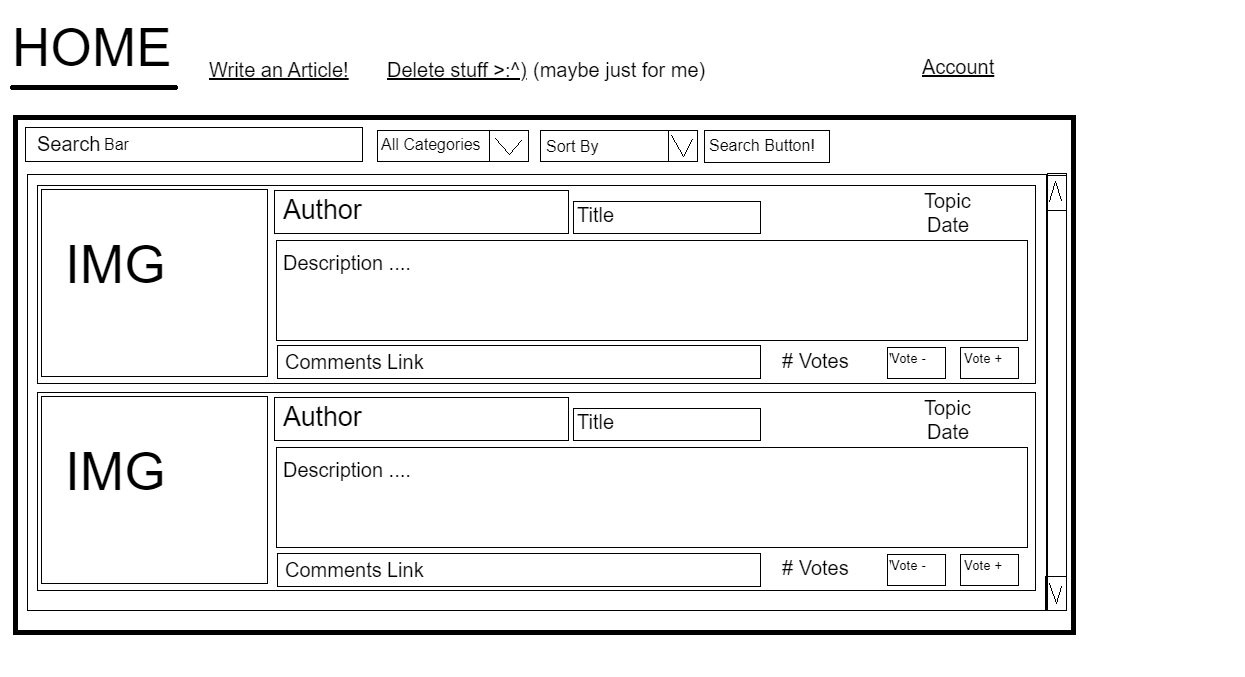 HOME
Write an Article! Delete stuff >:^) (maybe just for me) Account
Search Bar All Categories Sort By Search Button!
IMG
Author Title
Topic
Date
Description ....
Comments Link # Votes 'Vote - Vote +
IMG
Author Title
Topic
Date
Description ....
Comments Link # Votes 'Vote - Vote +